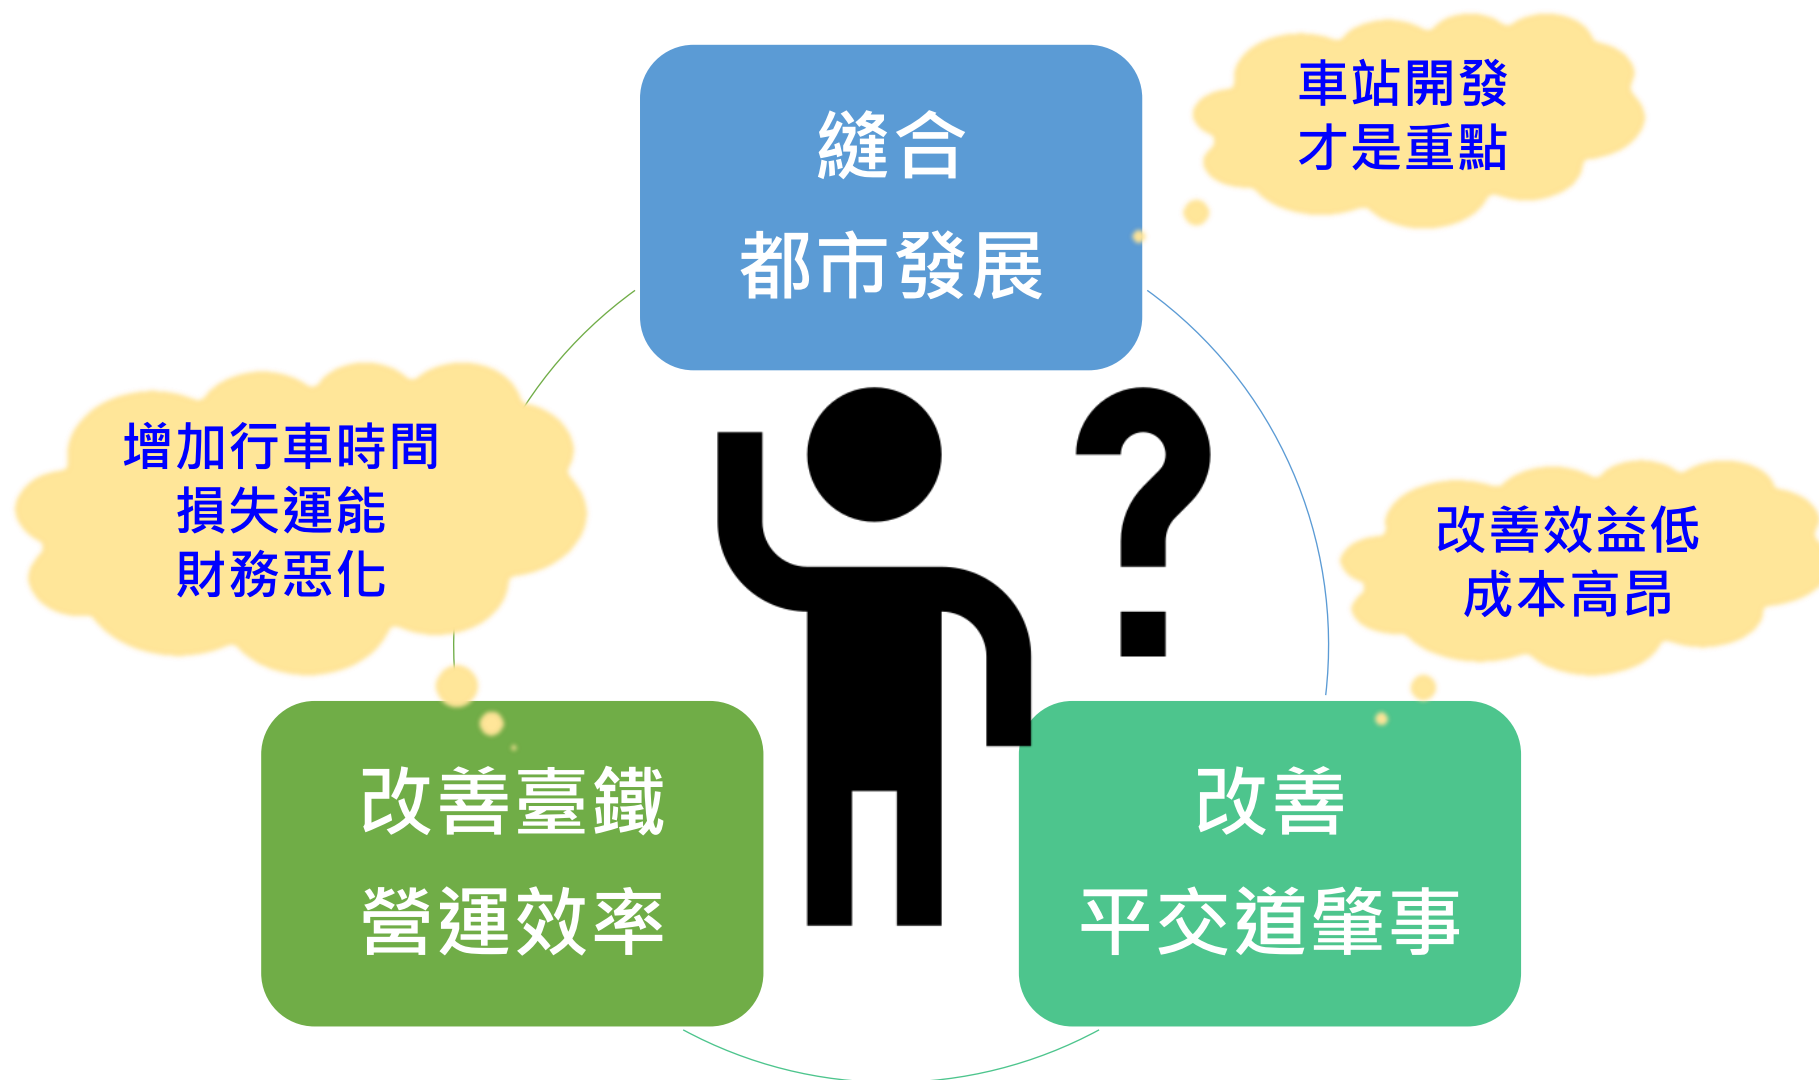 縫合
都市發展
車站開發
才是重點
增加行車時間
損失運能
財務惡化
改善效益低
成本高昂
改善臺鐵
營運效率
改善
平交道肇事